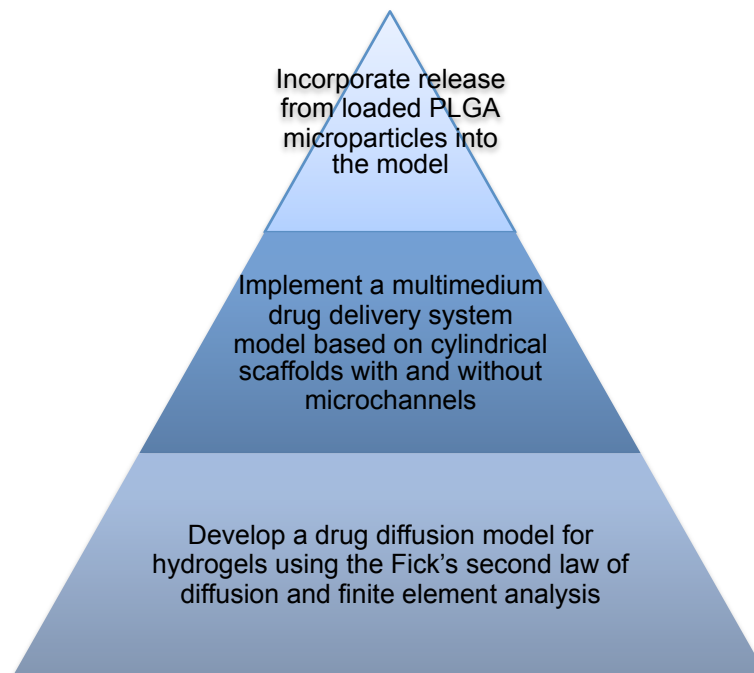 Incorporate release
from loaded PLGA
microparticles into
the model
Implement a multimedium
drug delivery system
model based on cylindrical
scaffolds with and without
microchannels
Develop a drug diffusion model for
hydrogels using the Fick’s second law of
diffusion and finite element analysis